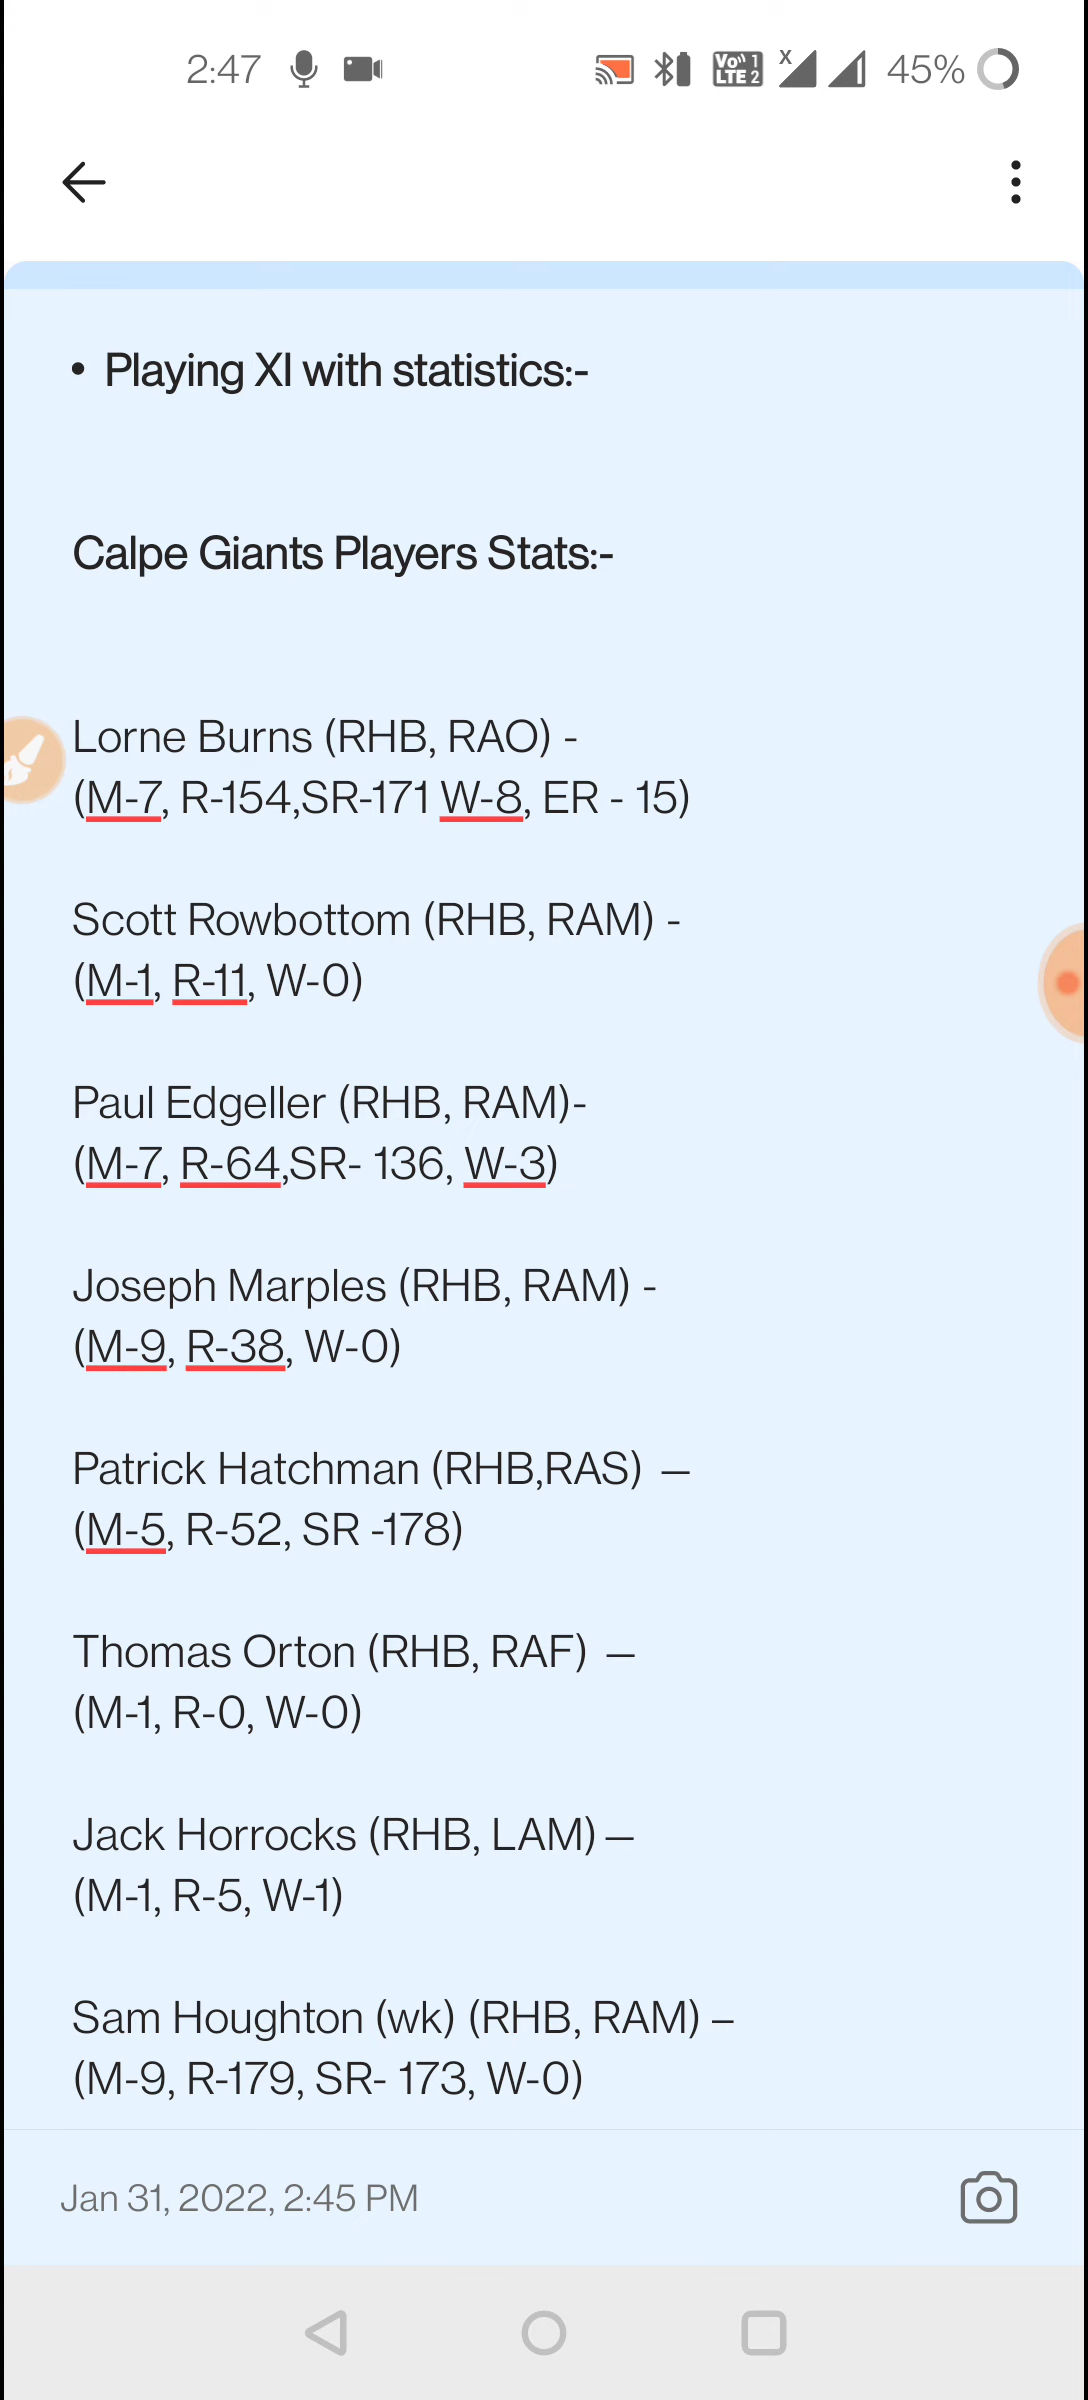 2:47
Vo)) 1
LTE 2
x
45%
• Playing XI with statistics:-
Calpe Giants Players Stats:-
Lorne Burns (RHB, RAO) -
(M-7, R-154,SR-171 W-8, ER - 15)
Scott Rowbottom (RHB, RAM) -
(M-1, R-11, W-0)
Paul Edgeller (RHB, RAM)-
(M-7, R-64,SR- 136, W-3)
Joseph Marples (RHB, RAM) -
(M-9, R-38, W-0)
Patrick Hatchman (RHB,RAS) —
(M-5, R-52, SR -178)
Thomas Orton (RHB, RAF) —
(M-1, R-0, W-0)
Jack Horrocks (RHB, LAM) —
(M-1, R-5, W-1)
Sam Houghton (wk) (RHB, RAM) –
(M-9, R-179, SR- 173, W-0)
Jan 31, 2022, 2:45 PM